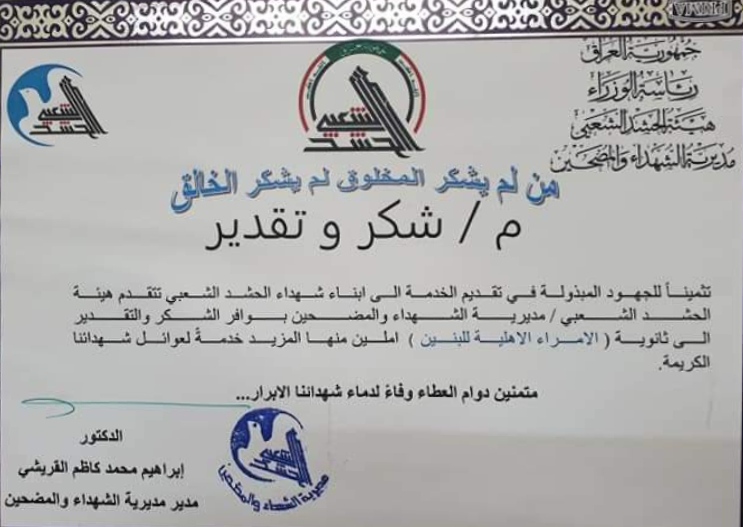 الحشد الشعبي
الحشد الشعبي
جمهورية العراق
رئاسة الوزراء
هيئة الحشد الشعبي
مديرية الشهداء والمضحين
من لم يشكر المخلوق لم يشكر الخالق
م / شكر و تقدير
تثميناً للجهود المبذولة في تقديم الخدمة الى ابناء شهداء الحشد الشعبي تتقدم هيئة
الحشد الشعبي / مديرية الشهداء والمضحين بوافر الشكر والتقدير
الى ثانوية ( الامراء الاهلية للبنين ) املين منها المزيد خدمةً لعوائل شهدائنا
الكريمة.
متمنين دوام العطاء وفاءً لدماء شهدائنا الابرار...
الدكتور
إبراهيم محمد كاظم القريشي
مدير مديرية الشهداء والمضحين
مديرية الشهداء والمضحين